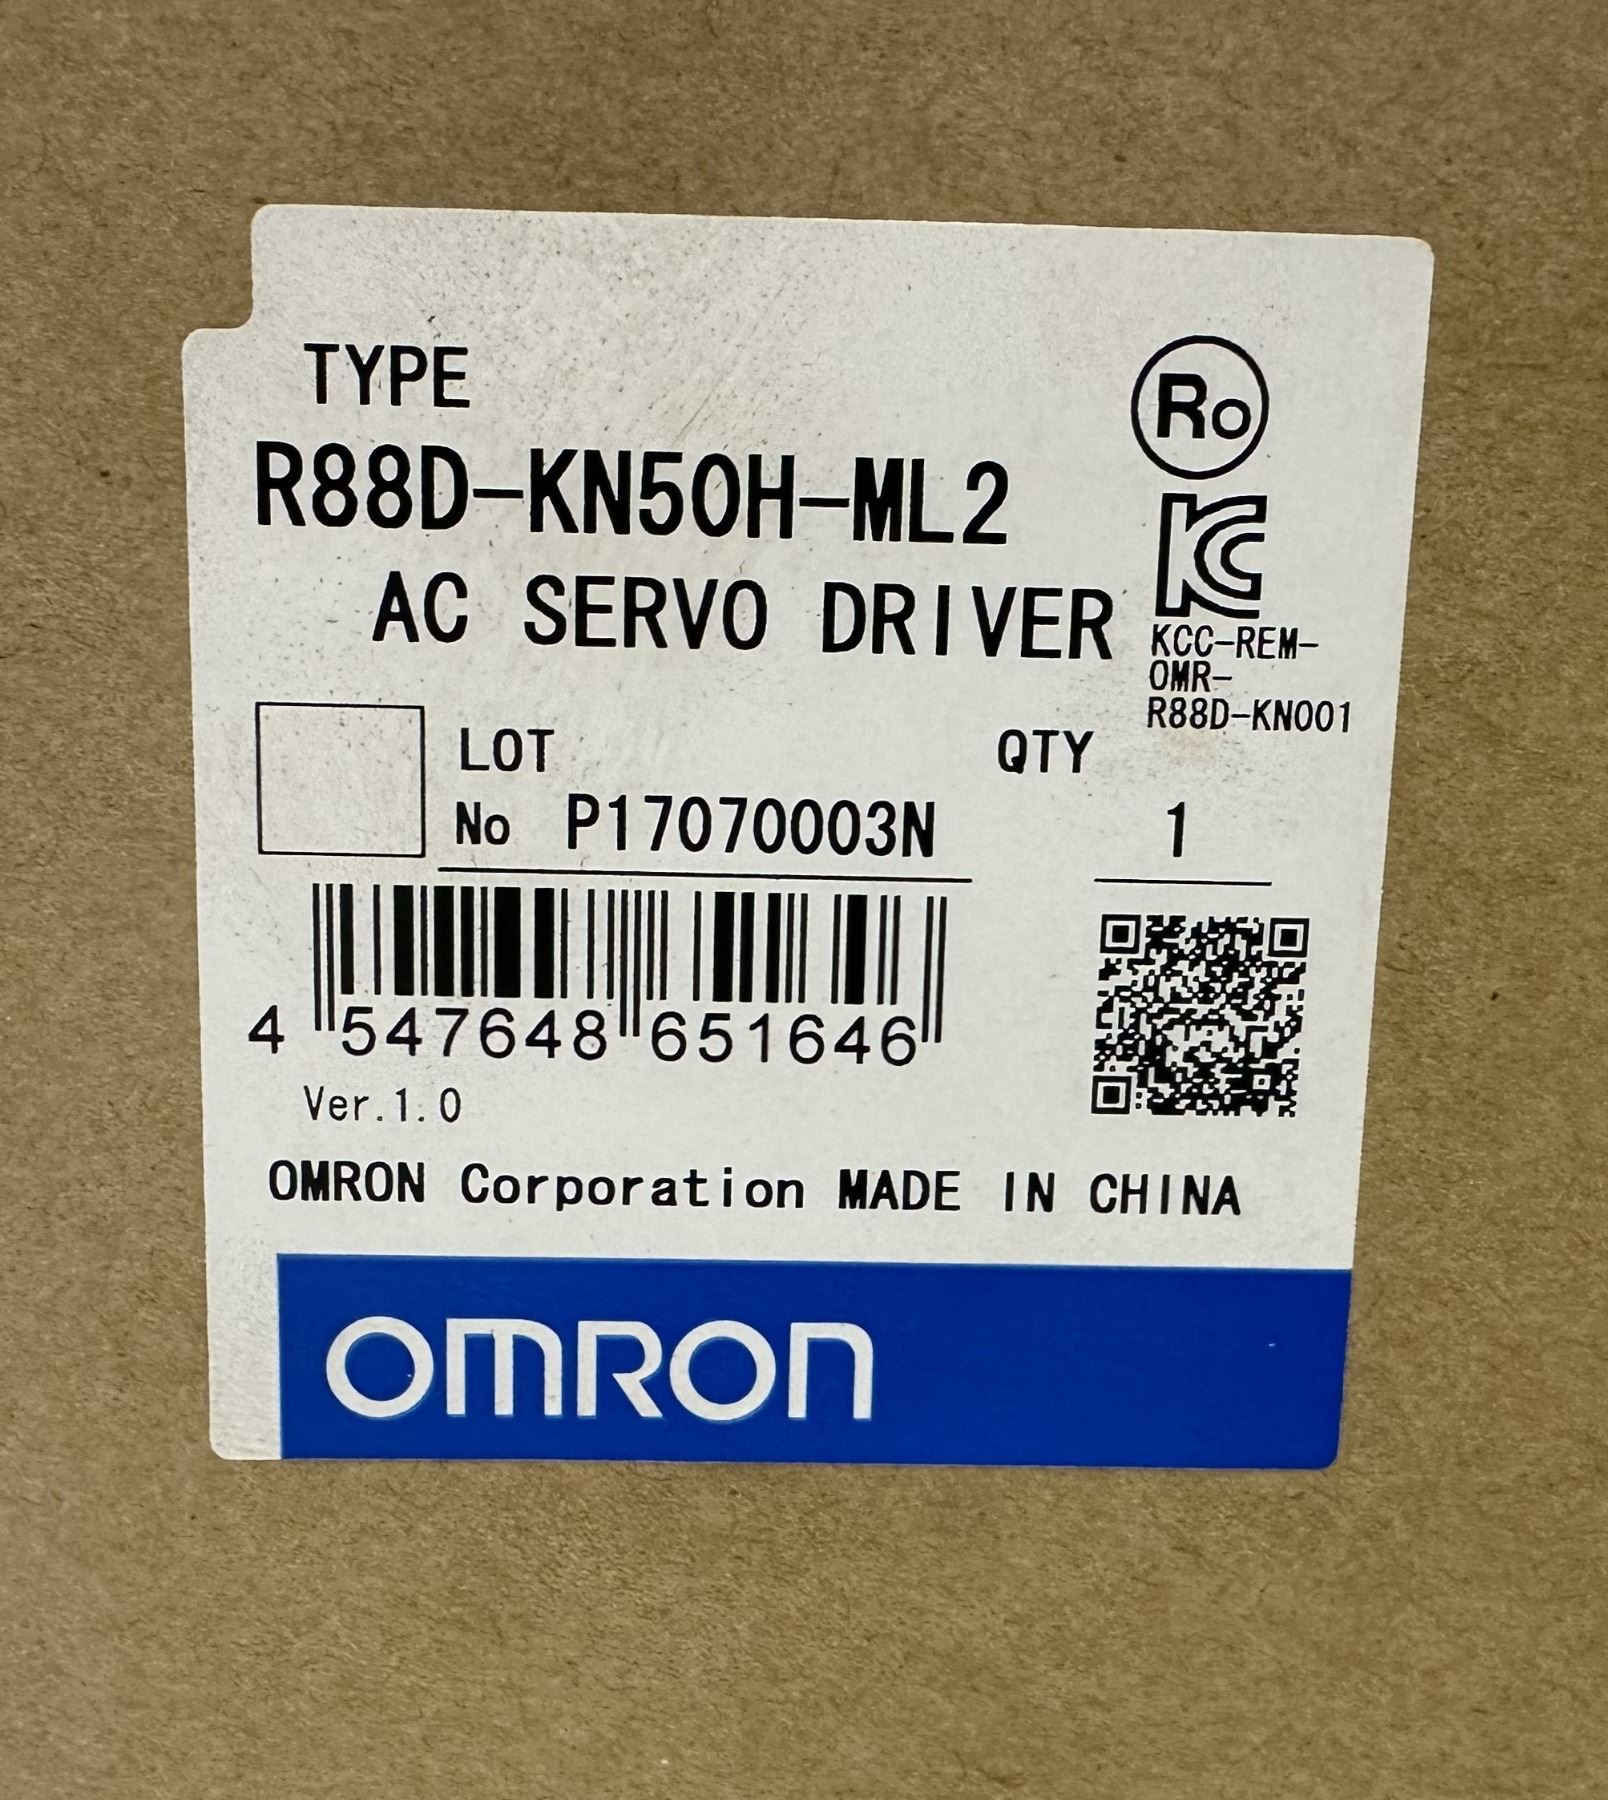 TYPE
Ro
R88D-KN50H-ML2
KC
AC SERVO DRIVER
KCC-REM-
OMR-
R88D-KN001
LOT
QTY
No P17070003N
1
4 547648 651646
Ver.1.0
OMRON Corporation MADE IN CHINA
OMRON